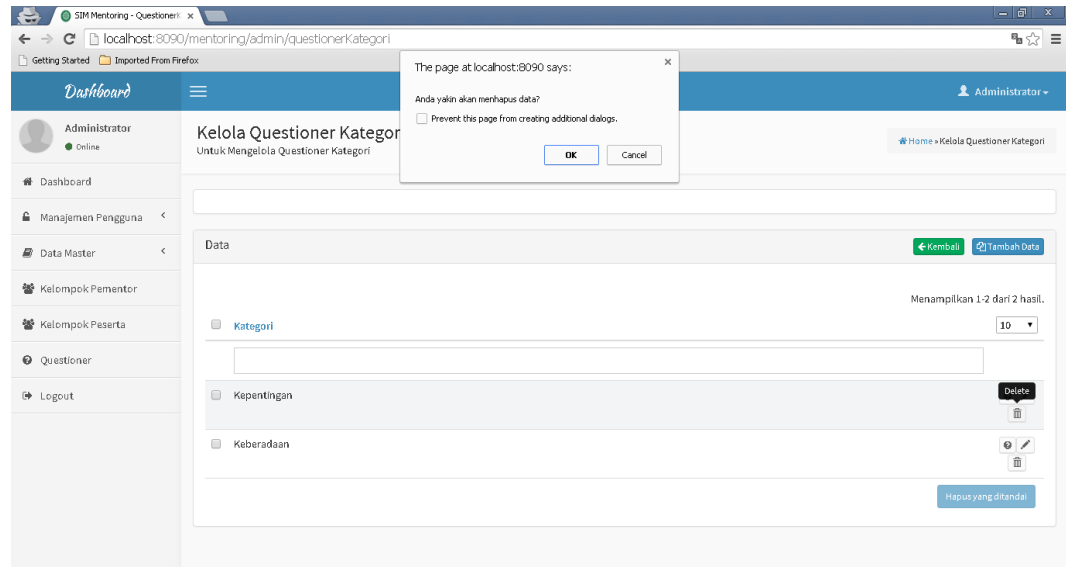 SIM Mentoring - Questionerk
localhost:8090/mentoring/admin/questionerKategori
Getting Started Imported From Firefox
The page at localhost:8090 says:
Anda yakin akan menhapus data?
Prevent this page from creating additional dialogs.
OK Cancel
Dashboard
Administrator
Administrator
Online
Kelola Questioner Kategor
Untuk Mengelola Questioner Kategori
Home » Kelola Questioner Kategori
Dashboard
Manajemen Pengguna
Data Master
Kelompok Pementor
Kelompok Peserta
Questioner
Logout
Data
Kembali Tambah Data
Menampilkan 1-2 dari 2 hasil.
Kategori
10
Kepentingan
Delete
Keberadaan
Hapus yang ditandai